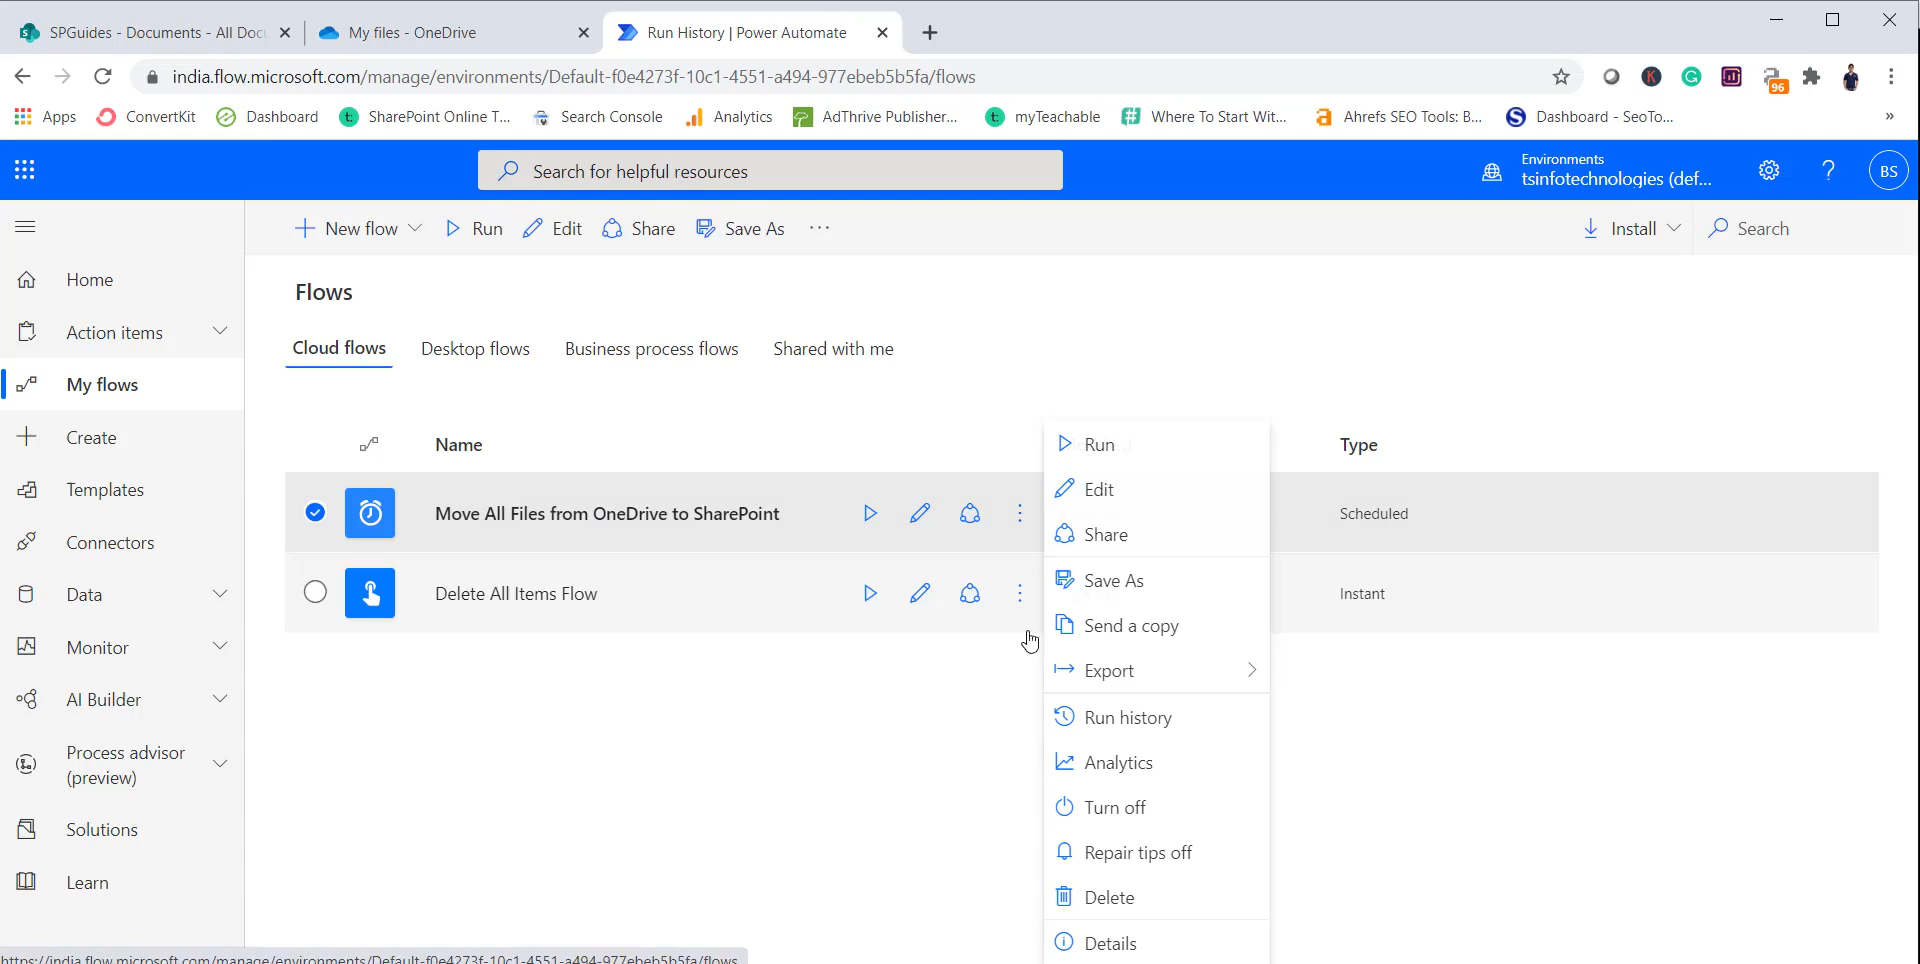 SPGuides - Documents - All Doc
My files - OneDrive
Run History | Power Automate
india.flow.microsoft.com/manage/environments/Default-f0e4273f-10c1-4551-a494-977ebeb5b5fa/flows
K
96
Apps
ConvertKit
Dashboard
t:
SharePoint Online T...
Search Console
Analytics
AdThrive Publisher...
t:
myTeachable
Where To Start Wit...
a
Ahrefs SEO Tools: B...
S
Dashboard - SeoTo...
»
Search for helpful resources
Environments
tsinfotechnologies (def...
?
BS
New flow
Run
Edit
Share
Save As
...
Install
Search
Home
Action items
My flows
Create
Templates
Connectors
Data
Monitor
AI Builder
Process advisor
(preview)
Solutions
Learn
Flows
Cloud flows
Desktop flows
Business process flows
Shared with me
Name
Type
Move All Files from OneDrive to SharePoint
Scheduled
Delete All Items Flow
Instant
Run
Edit
Share
Save As
Send a copy
Export
Run history
Analytics
Turn off
Repair tips off
Delete
Details
https://india.flow.microsoft.com/manage/environments/Default-f0e4273f-10c1-4551-a494-977ebeb5b5fa/flows